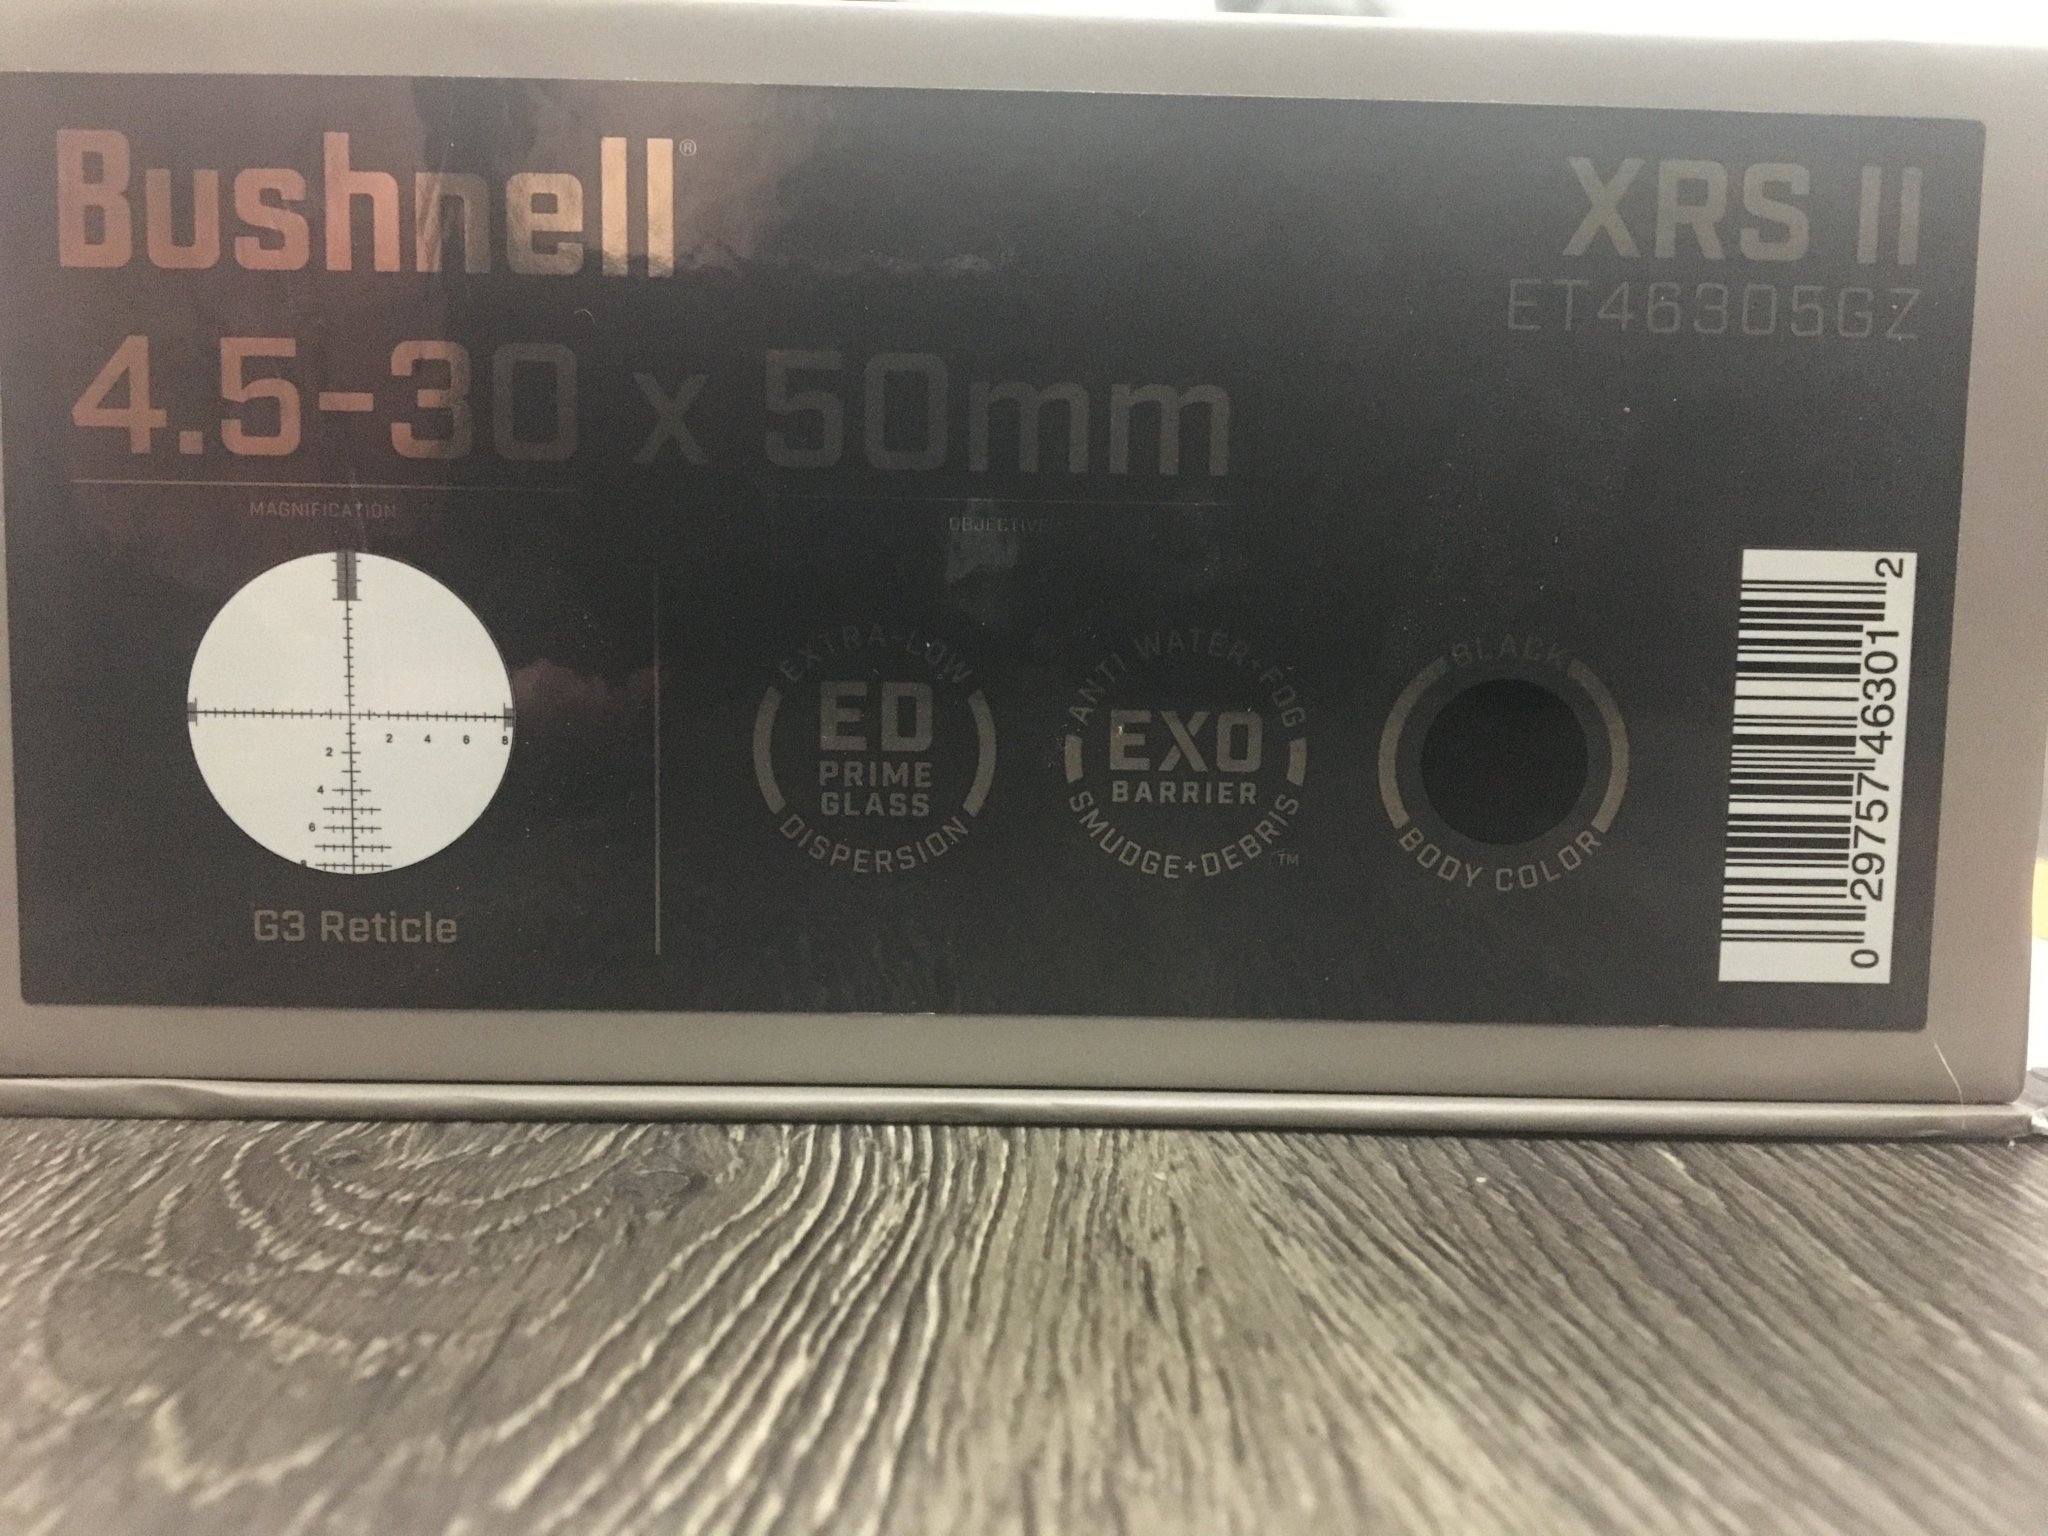 Bushnell®
XRS II
ET46305GZ
4.5-30 x 50mm
MAGNIFICATION
OBJECTIVE
2 4 6 8
2
4
6
8
G3 Reticle
EXTRA-LOW
ED
PRIME
GLASS
DISPERSION
ANTI WATER+FOG
EXO
BARRIER
SMUDGE+DEBRIS™
BLACK
BODY COLOR
0 29757 46301 2